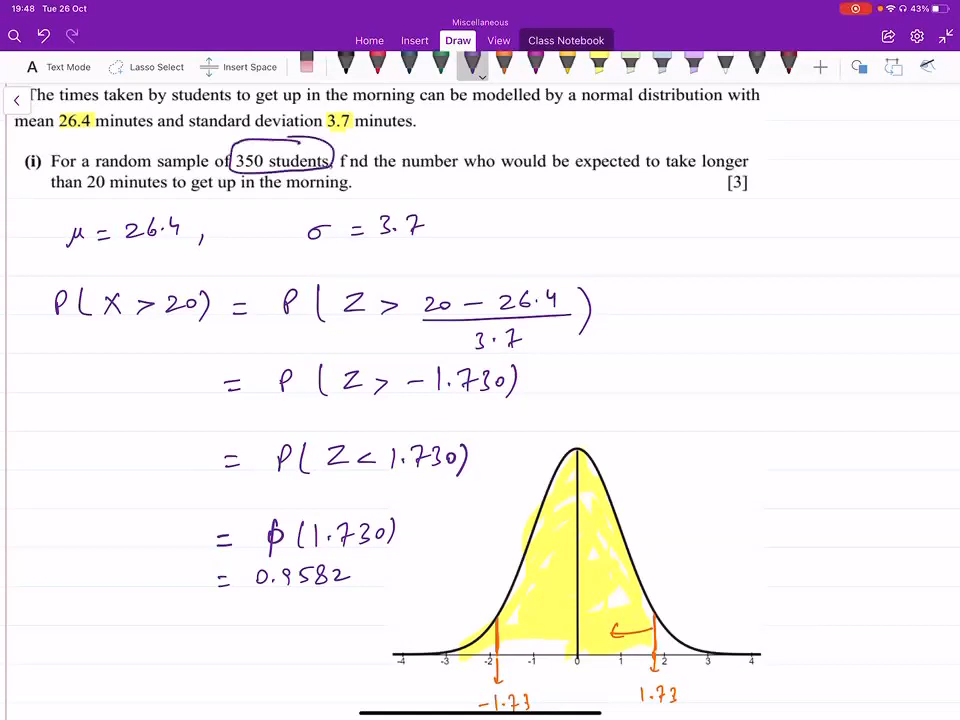 19:48 Tue 26 Oct
43%
Miscellaneous
Home Insert Draw View Class Notebook
A Text Mode Lasso Select Insert Space
The times taken by students to get up in the morning can be modelled by a normal distribution with
mean 26.4 minutes and standard deviation 3.7 minutes.
(i) For a random sample of 350 students, f nd the number who would be expected to take longer
than 20 minutes to get up in the morning. [3]
μ = 26.4 , σ = 3.7
P( X > 20) = P ( Z > 20 - 26.4 / 3.7 )
= P ( Z > - 1.730)
= P( Z < 1.730)
= ϕ (1.730)
= 0.9582
-4 -3 -2 -1 0 1 2 3 4
-1.73 1.73